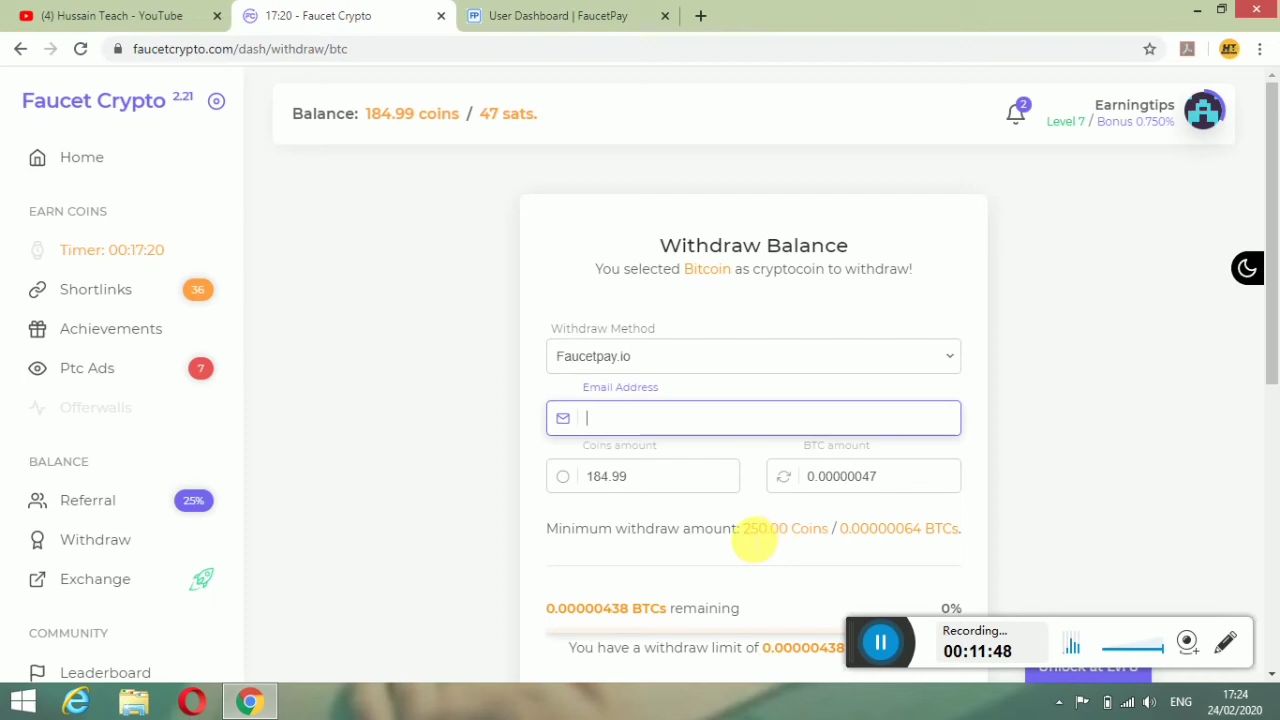 (4) Hussain Teach - YouTube
17:20 - Faucet Crypto
User Dashboard | FaucetPay
faucetcrypto.com/dash/withdraw/btc
HT
Faucet Crypto 2.21
Balance: 184.99 coins / 47 sats.
2
Earningtips
Level 7 / Bonus 0.750%
Home
EARN COINS
Timer: 00:17:20
Shortlinks 36
Achievements
Ptc Ads 7
Offerwalls
BALANCE
Referral 25%
Withdraw
Exchange
COMMUNITY
Leaderboard
Withdraw Balance
You selected Bitcoin as cryptocoin to withdraw!
Withdraw Method
Faucetpay.io
Email Address
Coins amount
BTC amount
184.99
0.00000047
Minimum withdraw amount: 250.00 Coins / 0.00000064 BTCs.
0.00000438 BTCs remaining
0%
You have a withdraw limit of 0.00000438
Recording...
00:11:48
ENG
17:24
24/02/2020